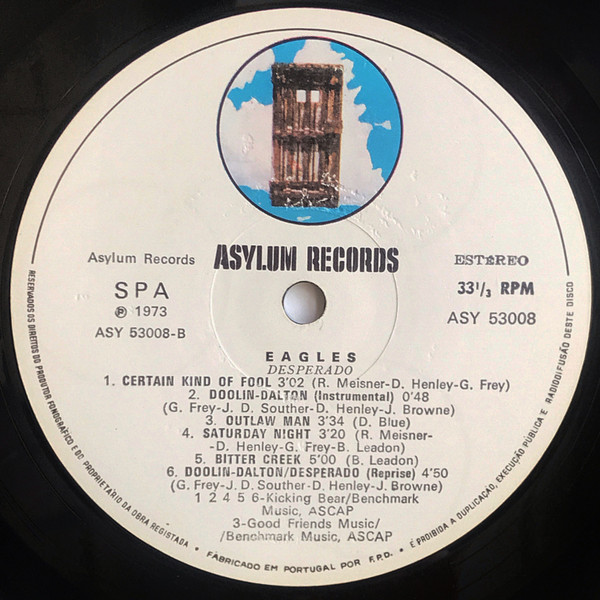 ASYLUM RECORDS
Asylum Records
ESTÉREO
SPA
33 1/3 RPM
℗ 1973
ASY 53008-B
ASY 53008
EAGLES
DESPERADO
1. CERTAIN KIND OF FOOL 3'02 (R. Meisner-D. Henley-G. Frey)
2. DOOLIN-DALTON (Instrumental) 0'48
(G. Frey-J. D. Souther-D. Henley-J. Browne)
3. OUTLAW MAN 3'34 (D. Blue)
4. SATURDAY NIGHT 3'20 (R. Meisner-
-D. Henley-G. Frey-B. Leadon)
5. BITTER CREEK 5'00 (B. Leadon)
6. DOOLIN-DALTON/DESPERADO (Reprise) 4'50
(G. Frey-J. D. Souther-D. Henley-J. Browne)
1 2 4 5 6-Kicking Bear/Benchmark
Music, ASCAP
3-Good Friends Music/
/Benchmark Music, ASCAP
RESERVADOS OS DIREITOS DO PRODUTOR FONOGRÁFICO E DO PROPRIETÁRIO DA OBRA REGISTADA • FABRICADO EM PORTUGAL POR F.P.D. • É PROIBIDA A DUPLICAÇÃO, EXECUÇÃO PÚBLICA E RADIODIFUSÃO DESTE DISCO